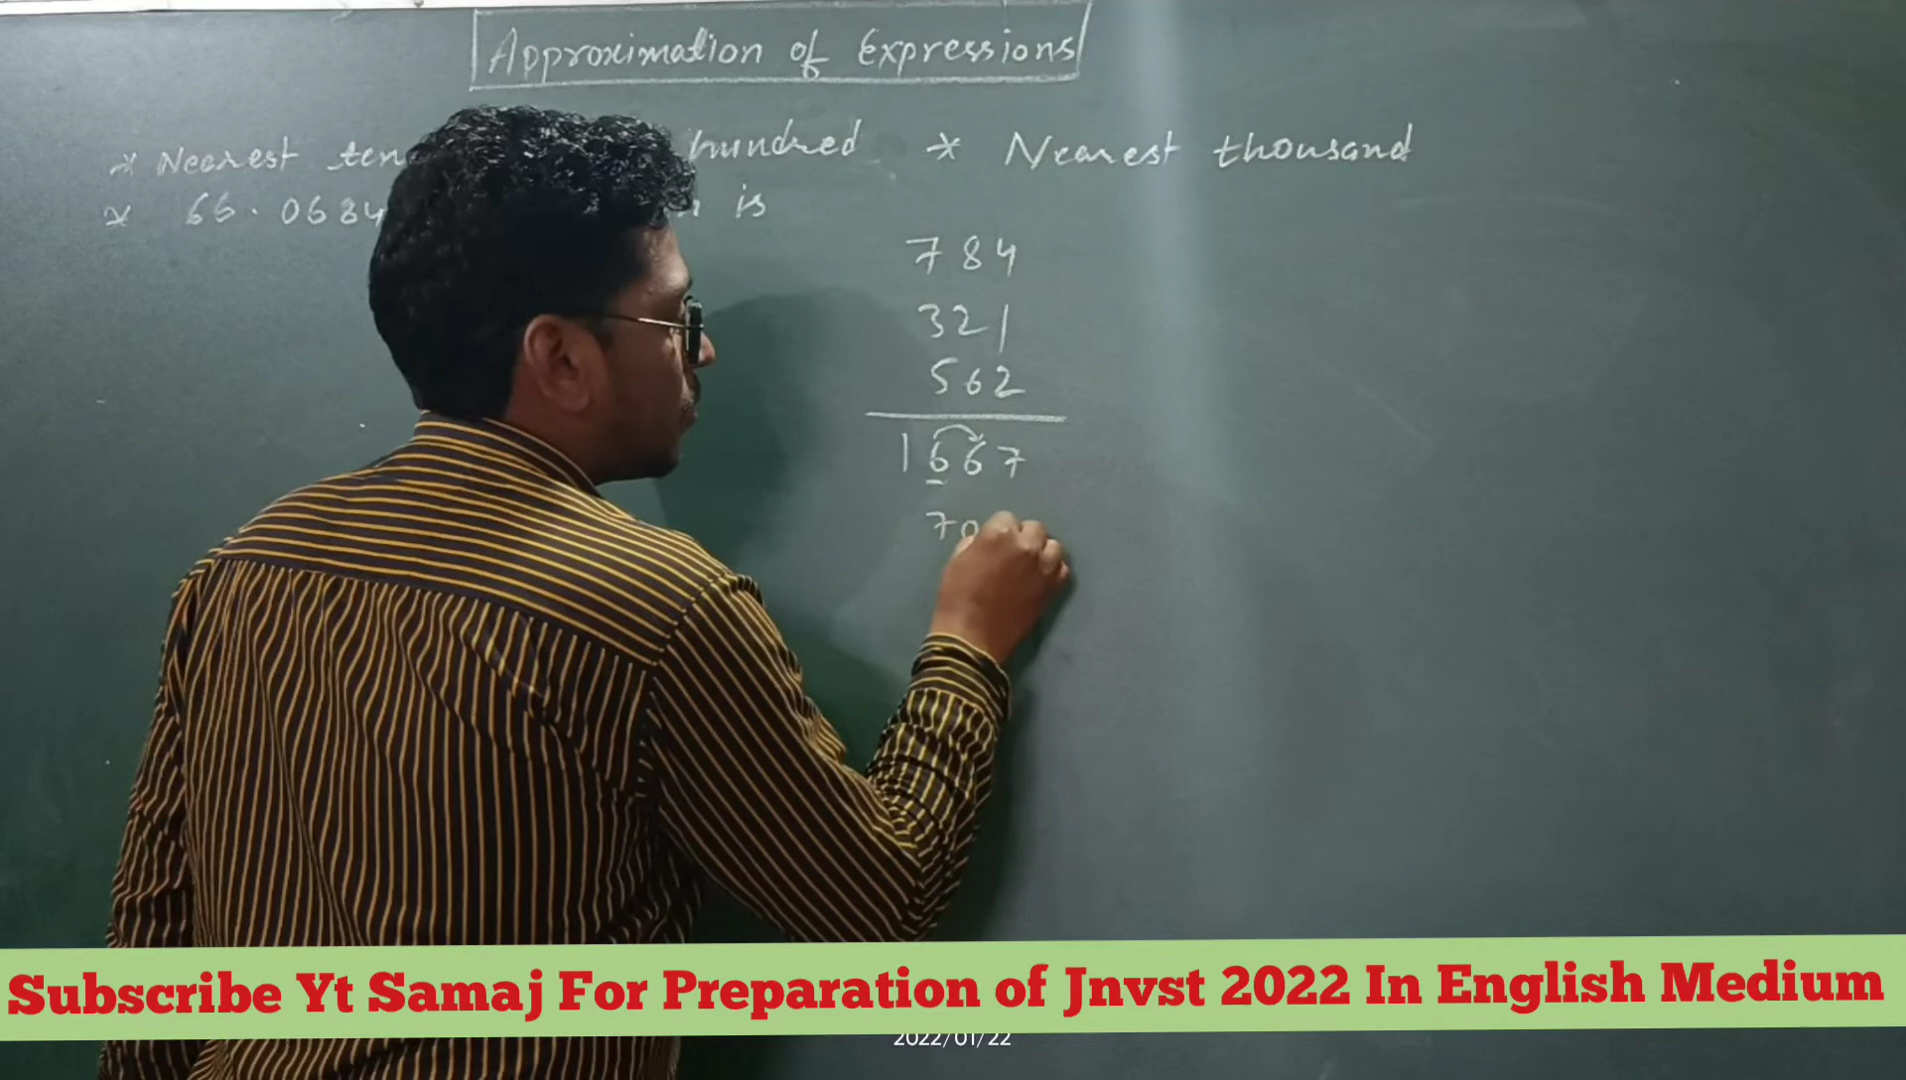 Approximation of Expressions
* Nearest ten hundred * Nearest thousand
* 66.0684 is
784
321
562
1667
70
Subscribe Yt Samaj For Preparation of Jnvst 2022 In English Medium
2022/01/22